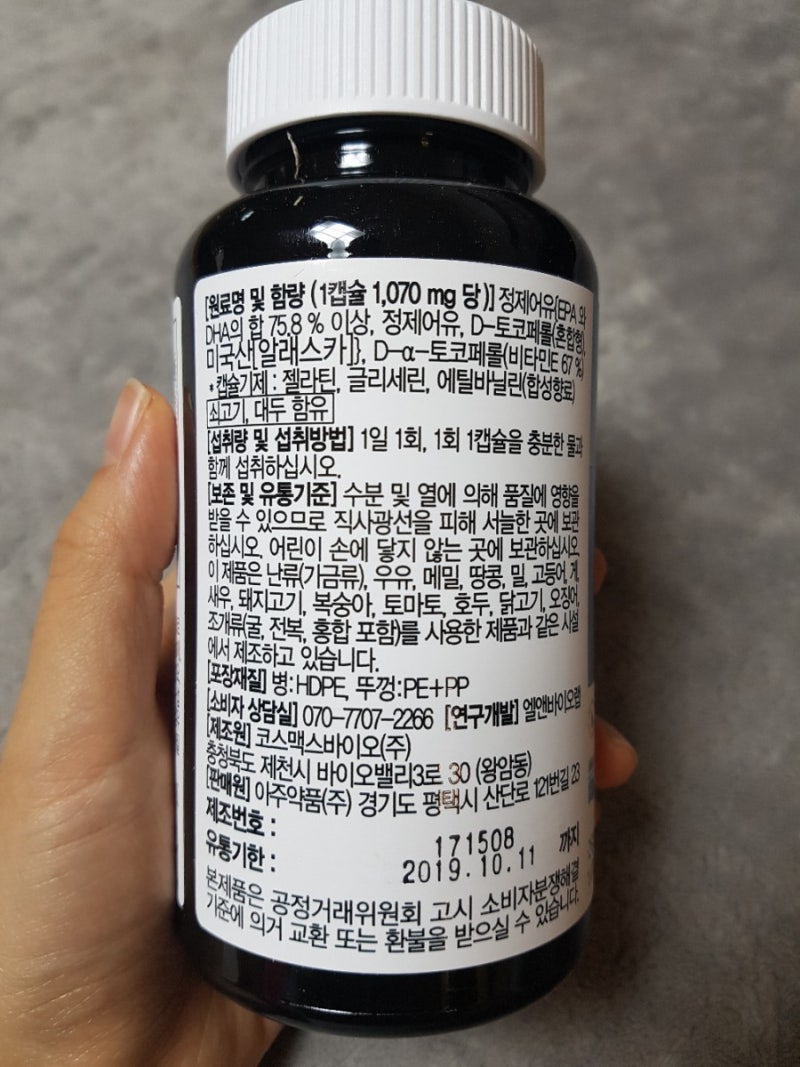 [원료명 및 함량 (1캡슐 1,070 mg 당)] 정제어유{EPA 와
DHA의 합 75.8 % 이상, 정제어유, D-토코페롤(혼합형),
미국산[알래스카]}, D-α-토코페롤(비타민E 67 %)
* 캡슐기제 : 젤라틴, 글리세린, 에틸바닐린(합성향료)
쇠고기, 대두 함유
[섭취량 및 섭취방법] 1일 1회, 1회 1캡슐을 충분한 물과
함께 섭취하십시오.
[보존 및 유통기준] 수분 및 열에 의해 품질에 영향을
받을 수 있으므로 직사광선을 피해 서늘한 곳에 보관
하십시오. 어린이 손에 닿지 않는 곳에 보관하십시오.
이 제품은 난류(가금류), 우유, 메밀, 땅콩, 밀, 고등어, 게,
새우, 돼지고기, 복숭아, 토마토, 호두, 닭고기, 오징어,
조개류(굴, 전복, 홍합 포함)를 사용한 제품과 같은 시설
에서 제조하고 있습니다.
[포장재질] 병:HDPE, 뚜껑:PE+PP
[소비자 상담실] 070-7707-2266 [연구개발] 엘앤바이오랩
[제조원] 코스맥스바이오(주)
충청북도 제천시 바이오밸리3로 30 (왕암동)
[판매원] 아주약품(주) 경기도 평택시 산단로 121번길 23
제조번호 : 171508
유통기한 : 2019.10.11 까지
본제품은 공정거래위원회 고시 소비자분쟁해결
기준에 의거 교환 또는 환불을 받으실 수 있습니다.